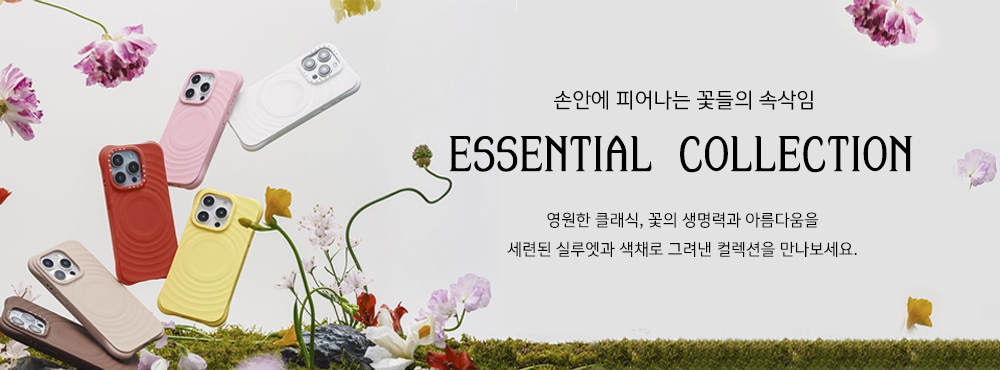 손안에 피어나는 꽃들의 속삭임
ESSENTIAL COLLECTION
영원한 클래식, 꽃의 생명력과 아름다움을
세련된 실루엣과 색채로 그려낸 컬렉션을 만나보세요.